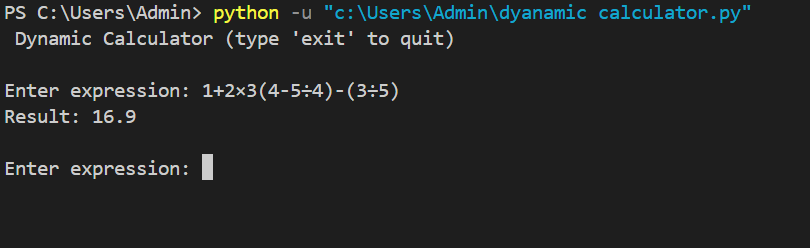 PS C:\Users\Admin> python -u "c:\Users\Admin\dyanamic calculator.py"
Dynamic Calculator (type 'exit' to quit)
Enter expression: 1+2×3(4-5÷4)-(3÷5)
Result: 16.9
Enter expression: